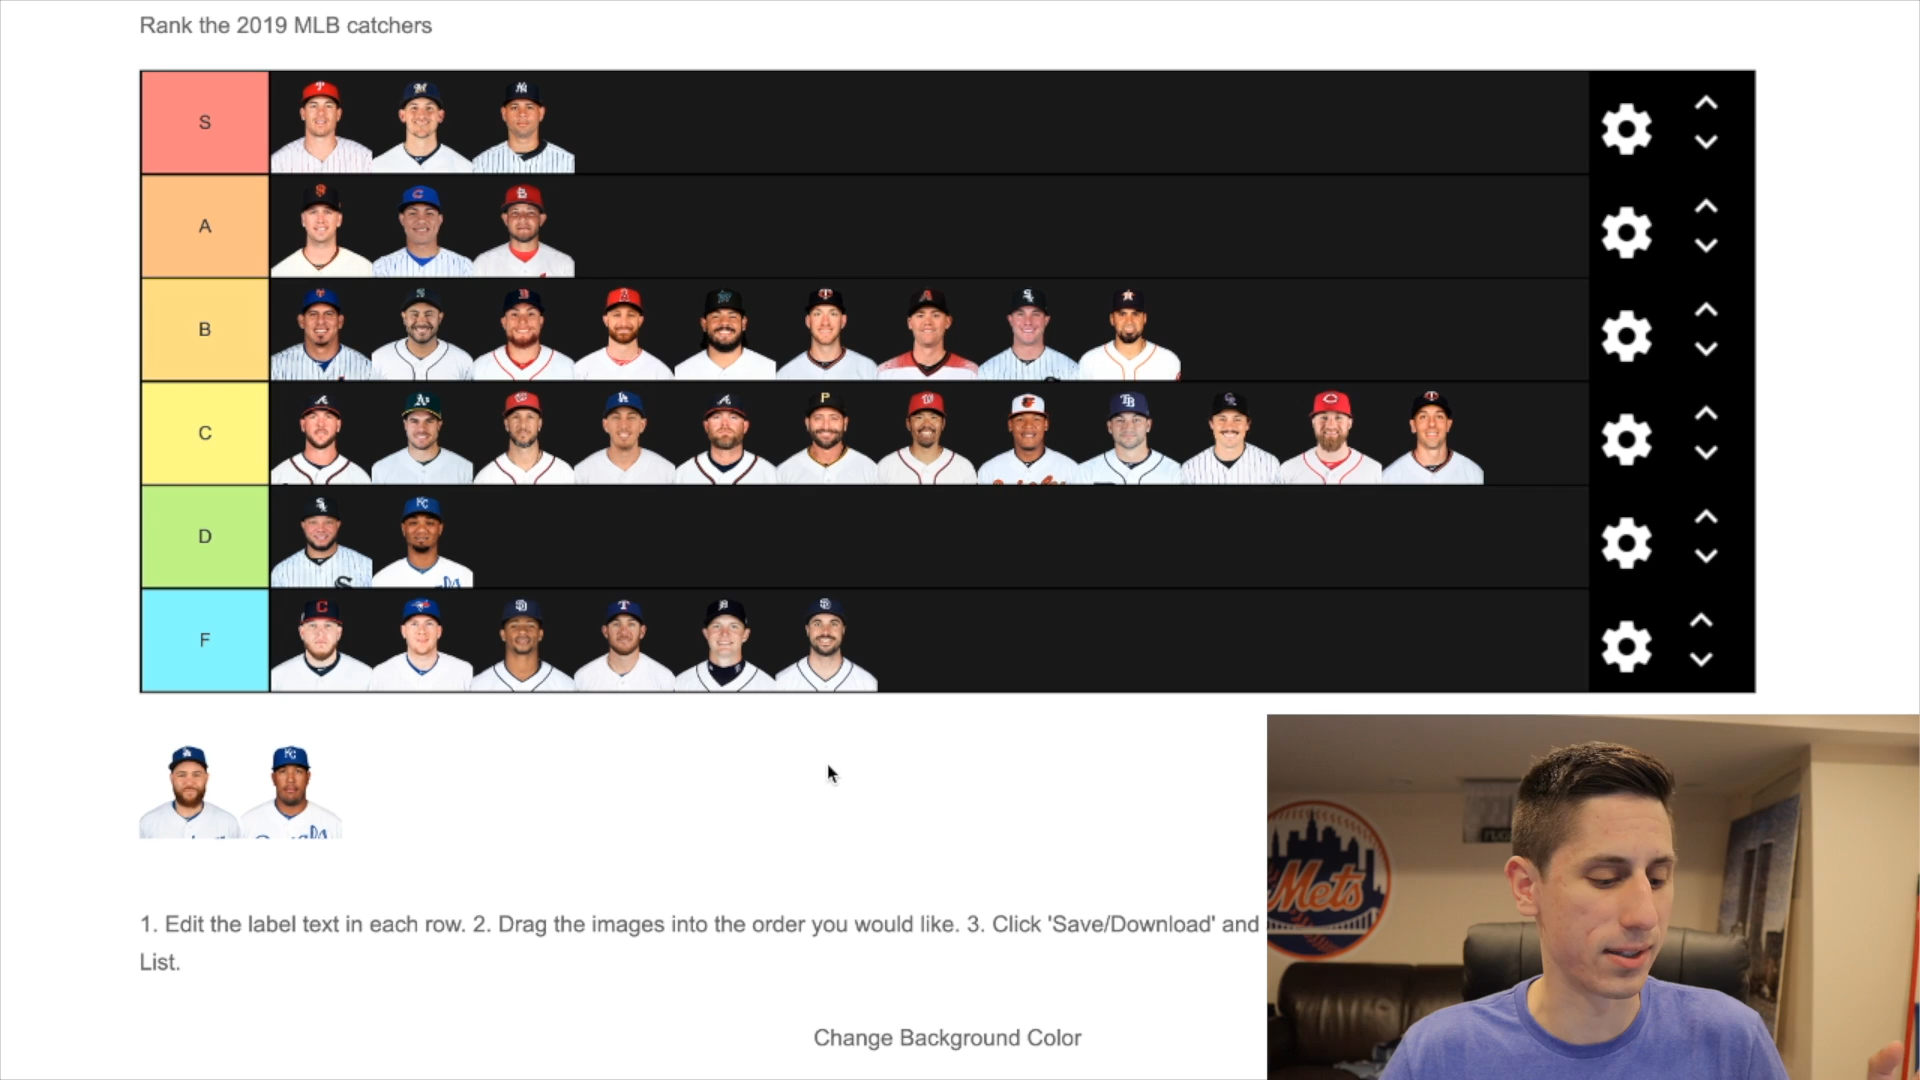 Rank the 2019 MLB catchers
S
A
B
C
D
F
1. Edit the label text in each row. 2. Drag the images into the order you would like. 3. Click 'Save/Download' and
List.
Change Background Color
Mets